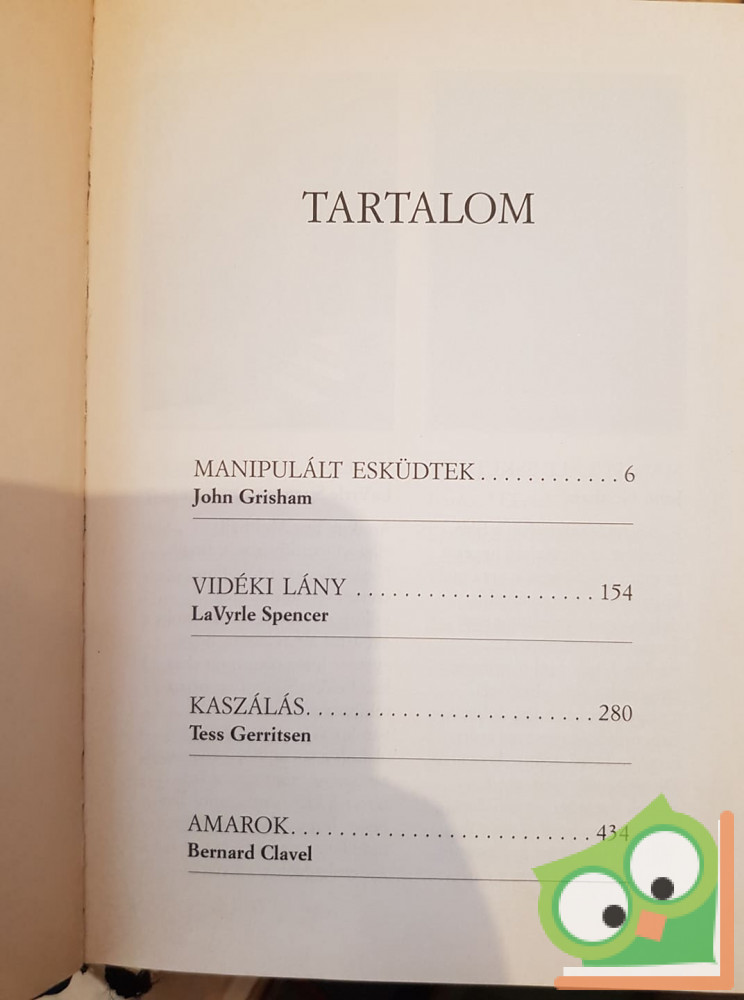 TARTALOM
MANIPULÁLT ESKÜDTEK............6
John Grisham
VIDÉKI LÁNY ....................154
LaVyrle Spencer
KASZÁLÁS........................280
Tess Gerritsen
AMAROK.........................434
Bernard Clavel